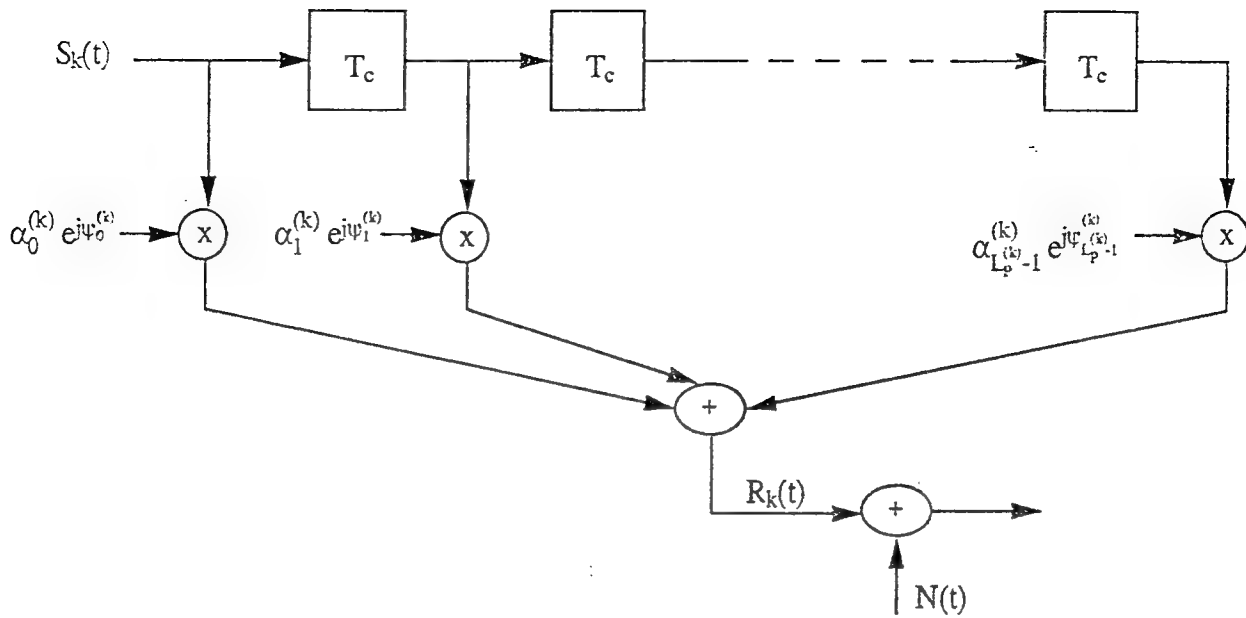 S_k(t)
T_c
T_c
T_c
α_0^{(k)} e^{jψ_0^{(k)}}
x
α_1^{(k)} e^{jψ_1^{(k)}}
x
α_{L_p^{(k)}-1}^{(k)} e^{jψ_{L_p^{(k)}-1}^{(k)}}
x
+
R_k(t)
+
N(t)